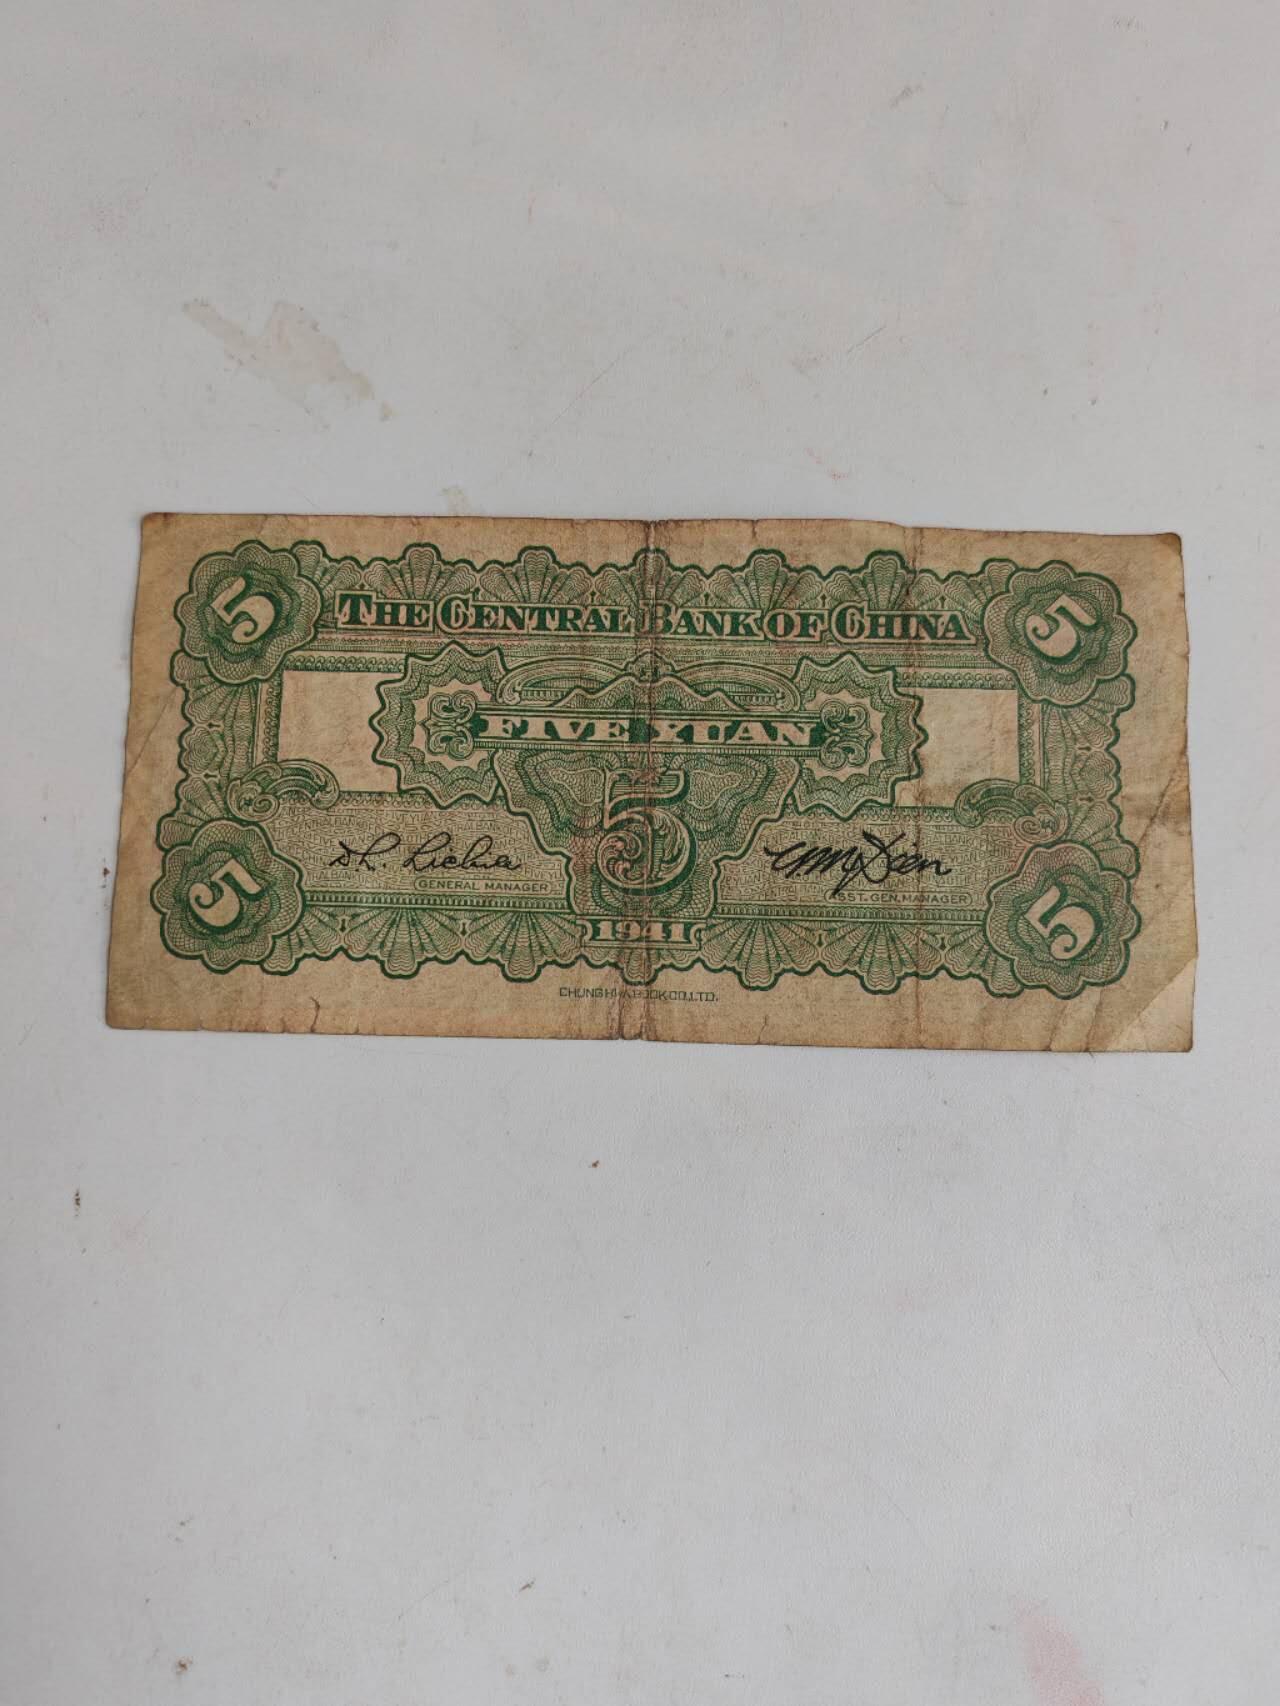 5 THE CENTRAL BANK OF CHINA 5
FIVE YUAN
5
GENERAL MANAGER
ASST. GEN. MANAGER
5 5
1941
CHUNG HWA BOOK CO., LTD.